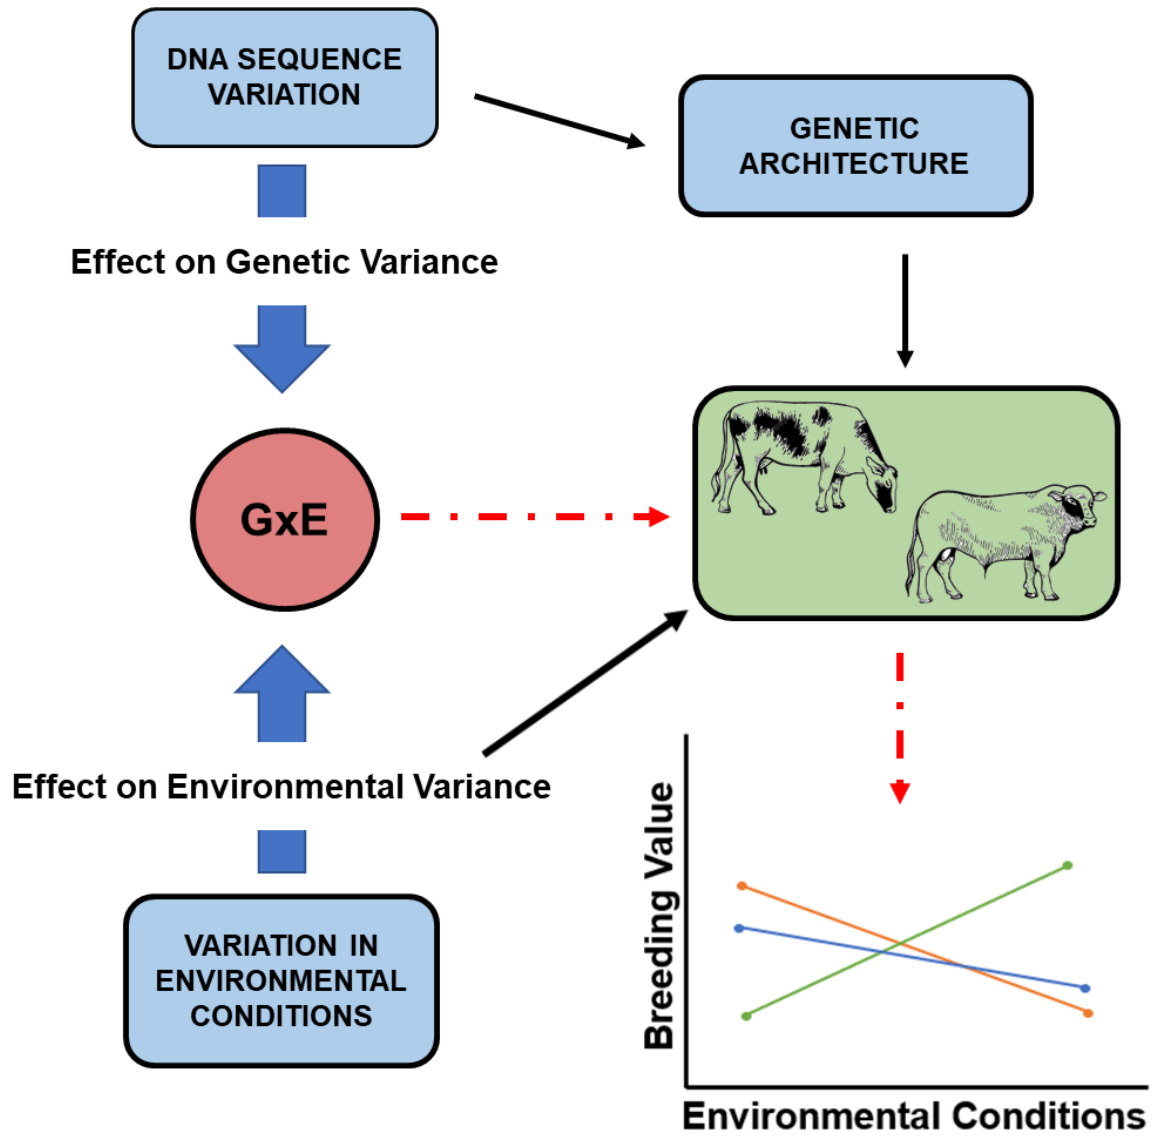 DNA SEQUENCE
VARIATION
GENETIC
ARCHITECTURE
Effect on Genetic Variance
GxE
Effect on Environmental Variance
VARIATION IN
ENVIRONMENTAL
CONDITIONS
Breeding Value
Environmental Conditions